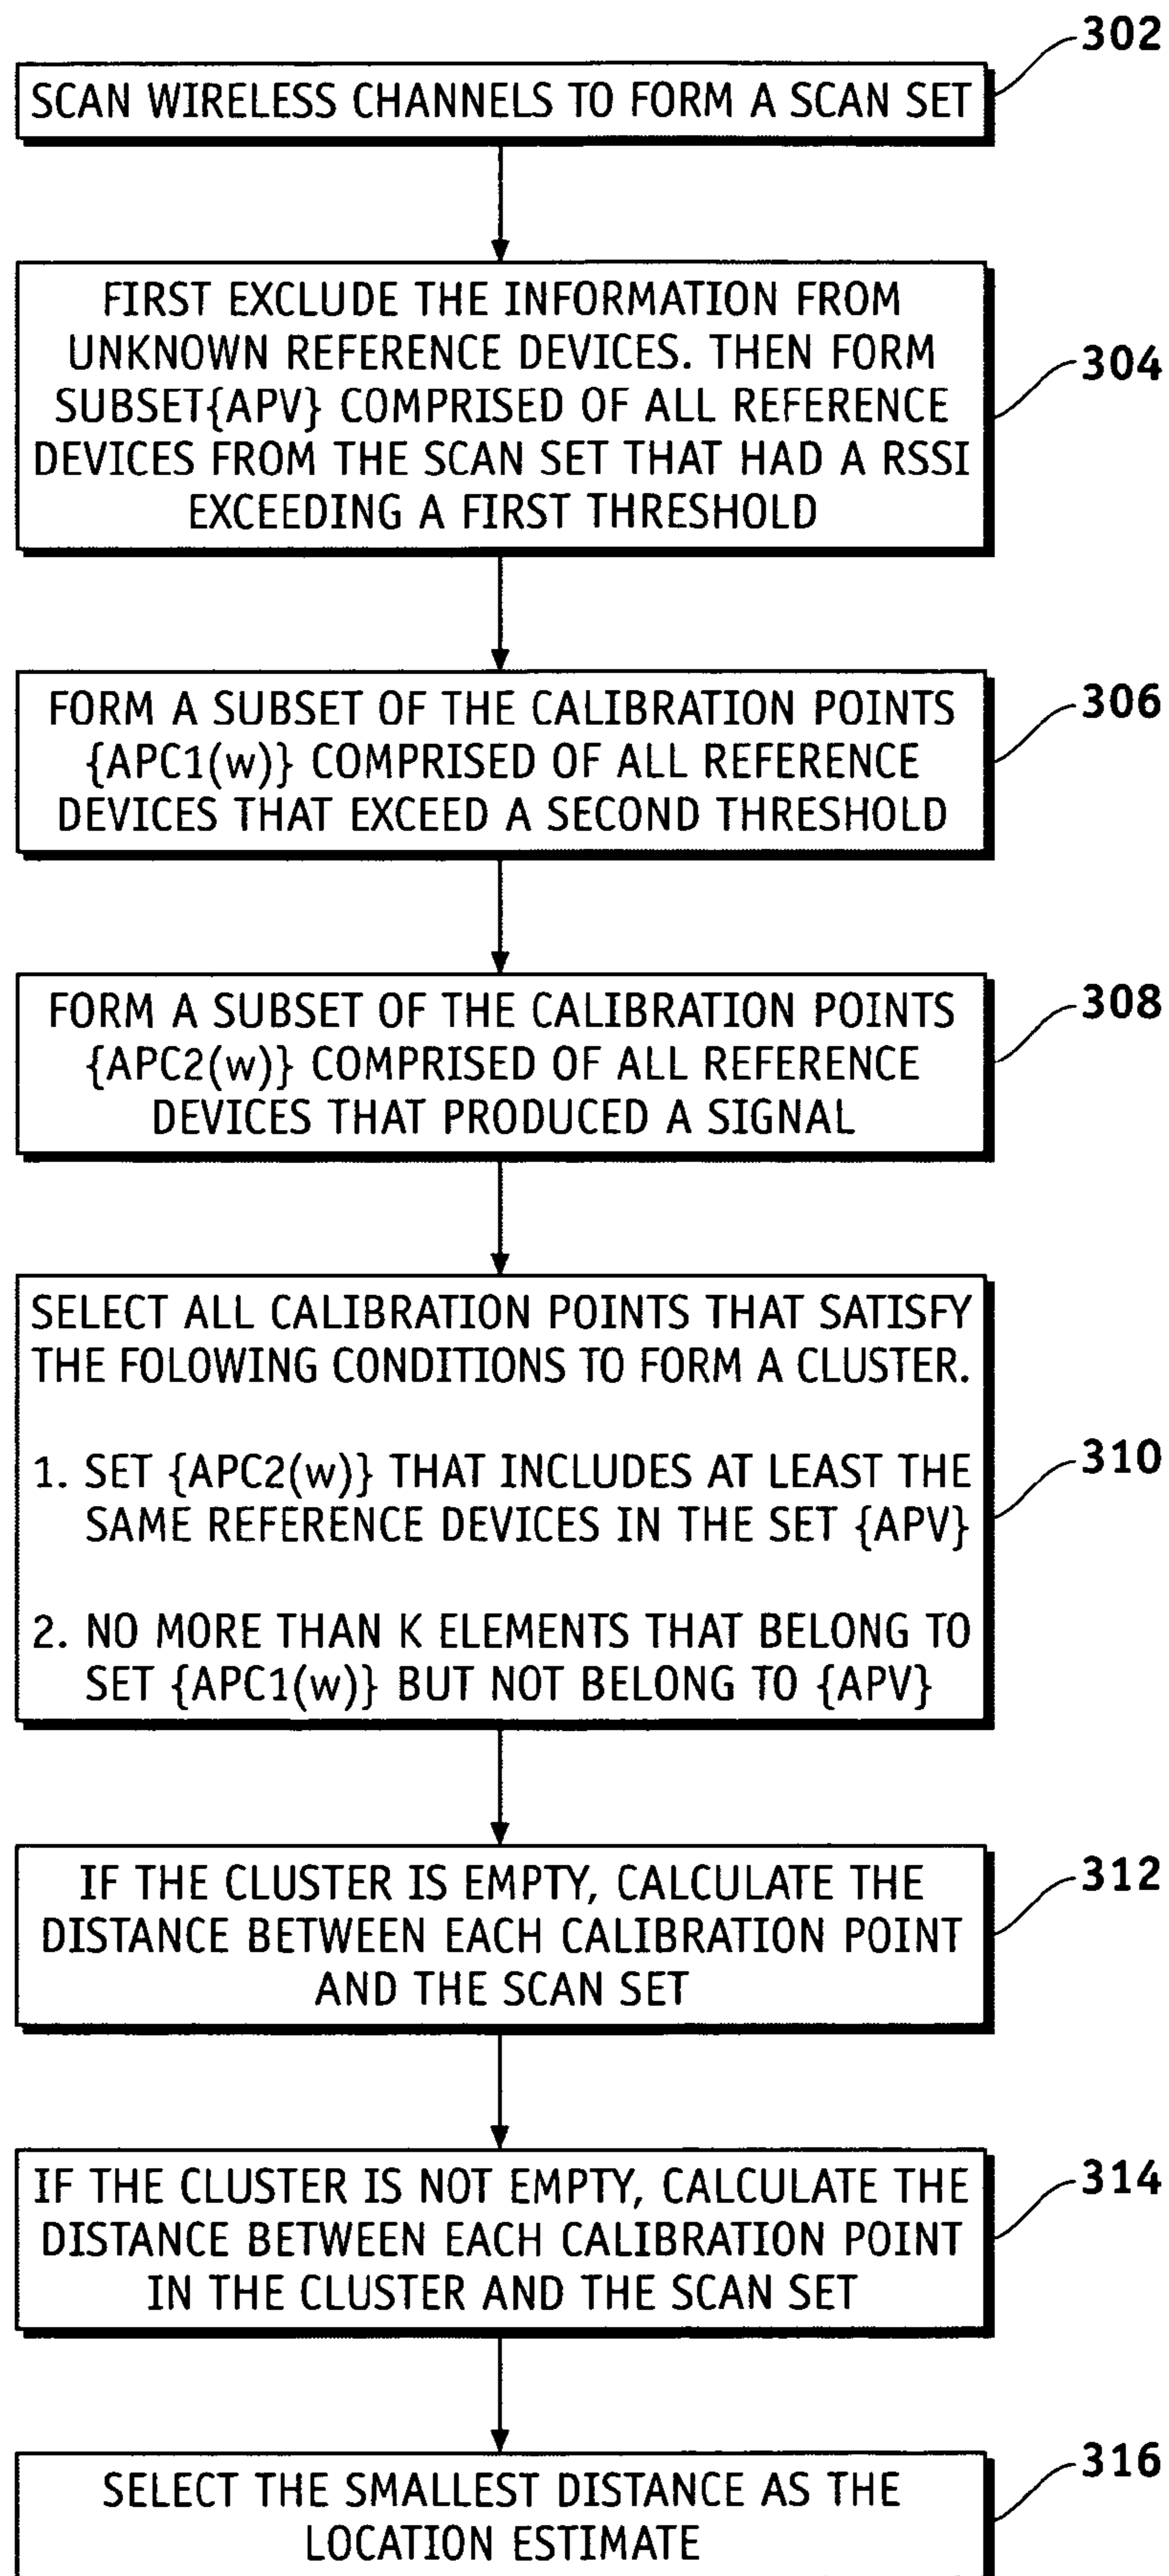 302
SCAN WIRELESS CHANNELS TO FORM A SCAN SET
FIRST EXCLUDE THE INFORMATION FROM
UNKNOWN REFERENCE DEVICES. THEN FORM
SUBSET{APV} COMPRISED OF ALL REFERENCE
DEVICES FROM THE SCAN SET THAT HAD A RSSI
EXCEEDING A FIRST THRESHOLD
304
FORM A SUBSET OF THE CALIBRATION POINTS
{APC1(w)} COMPRISED OF ALL REFERENCE
DEVICES THAT EXCEED A SECOND THRESHOLD
306
FORM A SUBSET OF THE CALIBRATION POINTS
{APC2(w)} COMPRISED OF ALL REFERENCE
DEVICES THAT PRODUCED A SIGNAL
308
SELECT ALL CALIBRATION POINTS THAT SATISFY
THE FOLOWING CONDITIONS TO FORM A CLUSTER.
1. SET {APC2(w)} THAT INCLUDES AT LEAST THE
SAME REFERENCE DEVICES IN THE SET {APV}
2. NO MORE THAN K ELEMENTS THAT BELONG TO
SET {APC1(w)} BUT NOT BELONG TO {APV}
310
IF THE CLUSTER IS EMPTY, CALCULATE THE
DISTANCE BETWEEN EACH CALIBRATION POINT
AND THE SCAN SET
312
IF THE CLUSTER IS NOT EMPTY, CALCULATE THE
DISTANCE BETWEEN EACH CALIBRATION POINT
IN THE CLUSTER AND THE SCAN SET
314
SELECT THE SMALLEST DISTANCE AS THE
LOCATION ESTIMATE
316